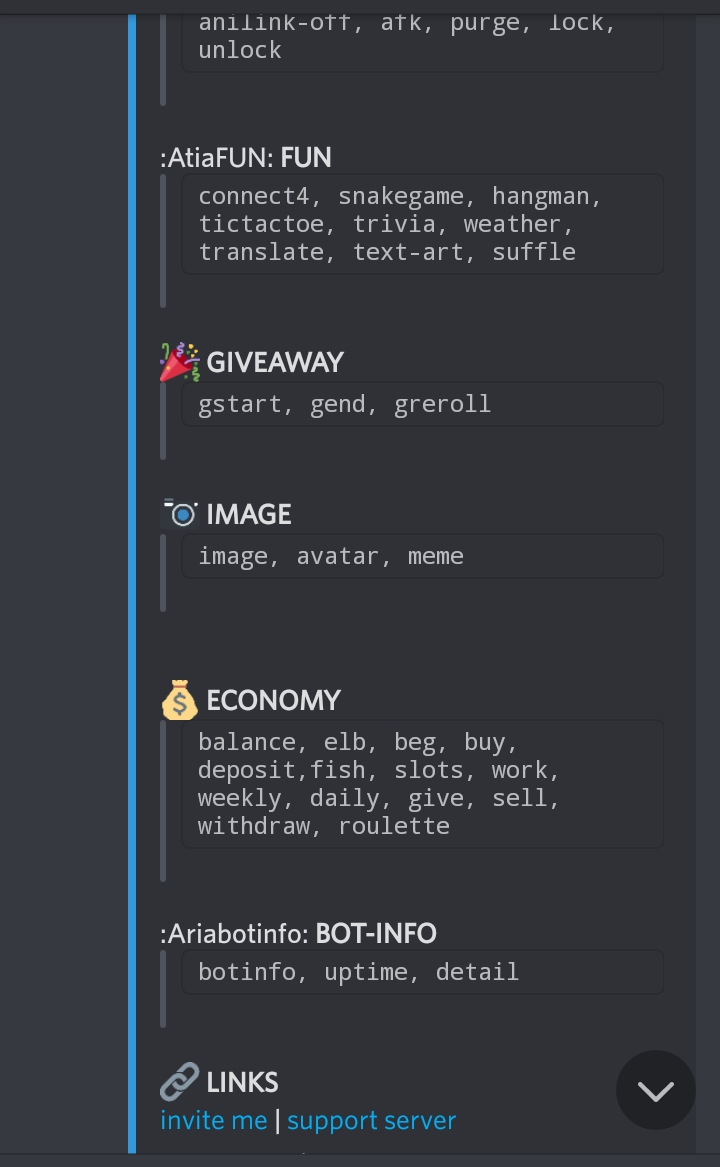 anilink-off, afk, purge, lock,
unlock
:AtiaFUN: FUN
connect4, snakegame, hangman,
tictactoe, trivia, weather,
translate, text-art, suffle
GIVEAWAY
gstart, gend, greroll
IMAGE
image, avatar, meme
ECONOMY
balance, elb, beg, buy,
deposit,fish, slots, work,
weekly, daily, give, sell,
withdraw, roulette
:Ariabotinfo: BOT-INFO
botinfo, uptime, detail
LINKS
invite me | support server